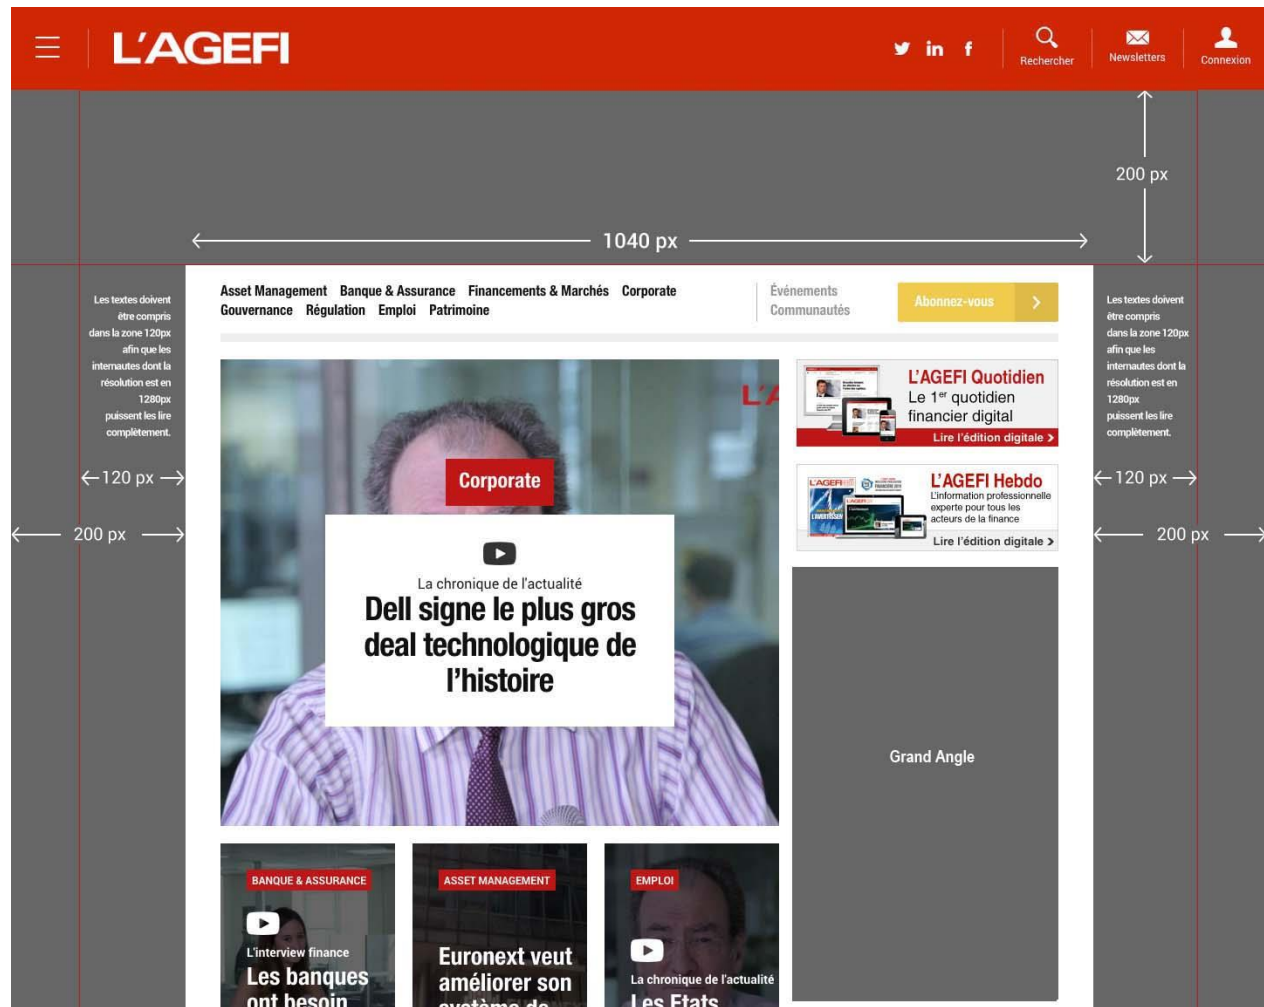 L'AGEFI
Rechercher
Newsletters
Connexion
200 px
1040 px
Les textes doivent
être compris
dans la zone 120px
afin que les
internautes dont la
résolution est en
1280px
puissent les lire
complètement.
120 px
200 px
Asset Management Banque & Assurance Financements & Marchés Corporate
Gouvernance Régulation Emploi Patrimoine
Événements
Communautés
Abonnez-vous
L'A
Corporate
La chronique de l'actualité
Dell signe le plus gros
deal technologique de
l'histoire
L'AGEFI Quotidien
Le 1er quotidien
financier digital
Lire l'édition digitale
L'AGEFI
L'AGEFI Hebdo
L'information professionnelle
experte pour tous les
acteurs de la finance
Lire l'édition digitale
Grand Angle
Les textes doivent
être compris
dans la zone 120px
afin que les
internautes dont la
résolution est en
1280px
puissent les lire
complètement.
120 px
200 px
BANQUE & ASSURANCE
L'interview finance
Les banques
ont besoin
ASSET MANAGEMENT
Euronext veut
améliorer son
système de
EMPLOI
La chronique de l'actualité
Les Etats